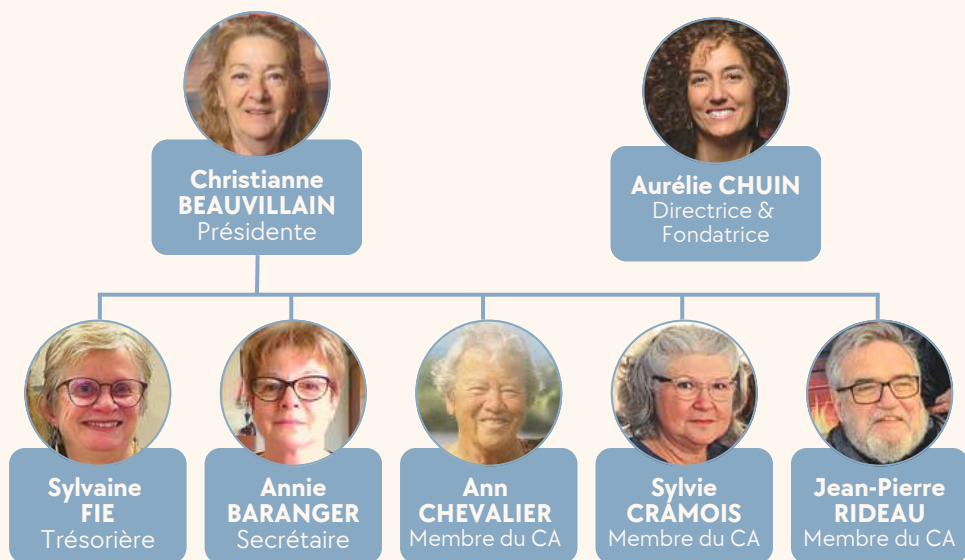 Christianne
BEAUVILLAIN
Présidente
Aurélie CHUIN
Directrice &
Fondatrice
Sylvaine
FIE
Trésorière
Annie
BARANGER
Secrétaire
Ann
CHEVALIER
Membre du CA
Sylvie
CRAMOIS
Membre du CA
Jean-Pierre
RIDEAU
Membre du CA